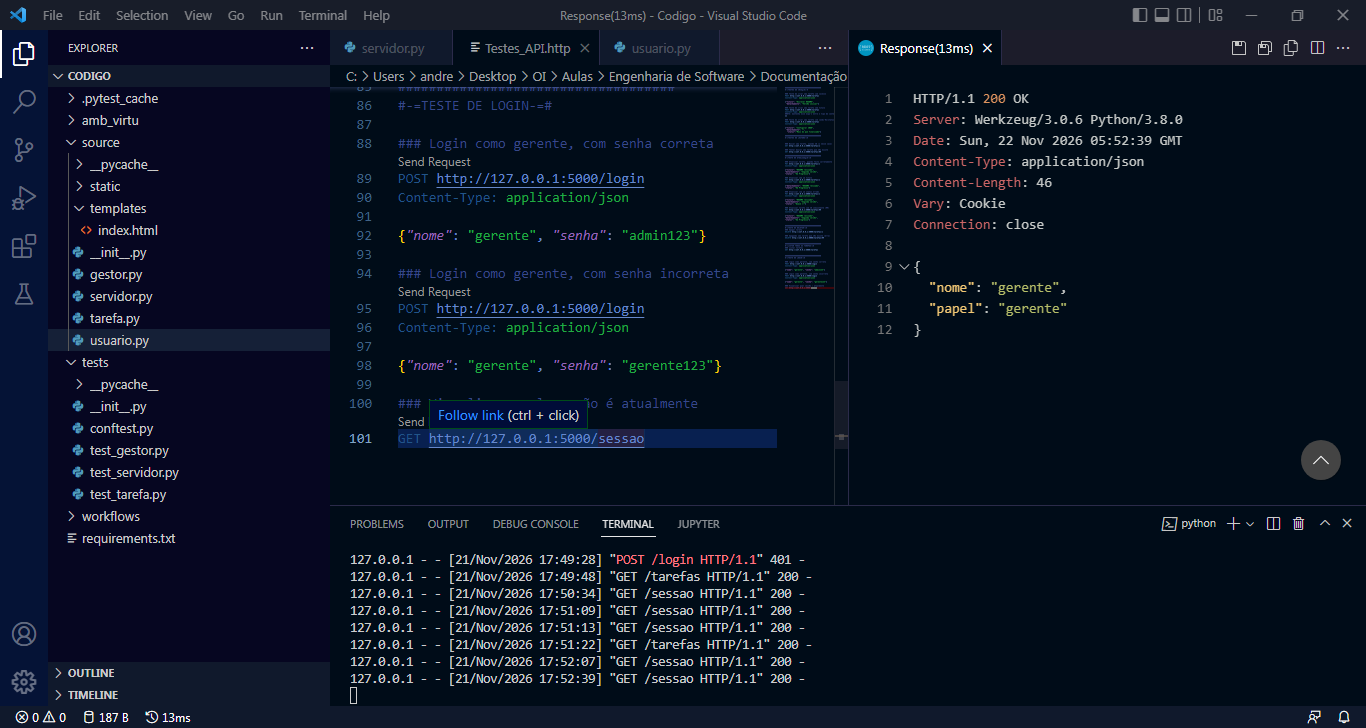 File Edit Selection View Go Run Terminal Help Response(13ms) - Codigo - Visual Studio Code
EXPLORER
CODIGO
.pytest_cache
amb_virtu
source
__pycache__
static
templates
index.html
__init__.py
gestor.py
servidor.py
tarefa.py
usuario.py
tests
__pycache__
__init__.py
conftest.py
test_gestor.py
test_servidor.py
test_tarefa.py
workflows
requirements.txt
OUTLINE
TIMELINE
servidor.py Testes_API.http usuario.py
C: > Users > andre > Desktop > OI > Aulas > Engenharia de Software > Documentação
86 #-=TESTE DE LOGIN-=#
87
88 ### Login como gerente, com senha correta
Send Request
89 POST http://127.0.0.1:5000/login
90 Content-Type: application/json
91
92 {"nome": "gerente", "senha": "admin123"}
93
94 ### Login como gerente, com senha incorreta
Send Request
95 POST http://127.0.0.1:5000/login
96 Content-Type: application/json
97
98 {"nome": "gerente", "senha": "gerente123"}
99
100 ### é atualmente
Follow link (ctrl + click)
Send
101 GET http://127.0.0.1:5000/sessao
Response(13ms)
1 HTTP/1.1 200 OK
2 Server: Werkzeug/3.0.6 Python/3.8.0
3 Date: Sun, 22 Nov 2026 05:52:39 GMT
4 Content-Type: application/json
5 Content-Length: 46
6 Vary: Cookie
7 Connection: close
8
9 {
10 "nome": "gerente",
11 "papel": "gerente"
12 }
PROBLEMS OUTPUT DEBUG CONSOLE TERMINAL JUPYTER
python
127.0.0.1 - - [21/Nov/2026 17:49:28] "POST /login HTTP/1.1" 401 -
127.0.0.1 - - [21/Nov/2026 17:49:48] "GET /tarefas HTTP/1.1" 200 -
127.0.0.1 - - [21/Nov/2026 17:50:34] "GET /sessao HTTP/1.1" 200 -
127.0.0.1 - - [21/Nov/2026 17:51:09] "GET /sessao HTTP/1.1" 200 -
127.0.0.1 - - [21/Nov/2026 17:51:13] "GET /sessao HTTP/1.1" 200 -
127.0.0.1 - - [21/Nov/2026 17:51:22] "GET /tarefas HTTP/1.1" 200 -
127.0.0.1 - - [21/Nov/2026 17:52:07] "GET /sessao HTTP/1.1" 200 -
127.0.0.1 - - [21/Nov/2026 17:52:39] "GET /sessao HTTP/1.1" 200 -
0 0 187 B 13ms